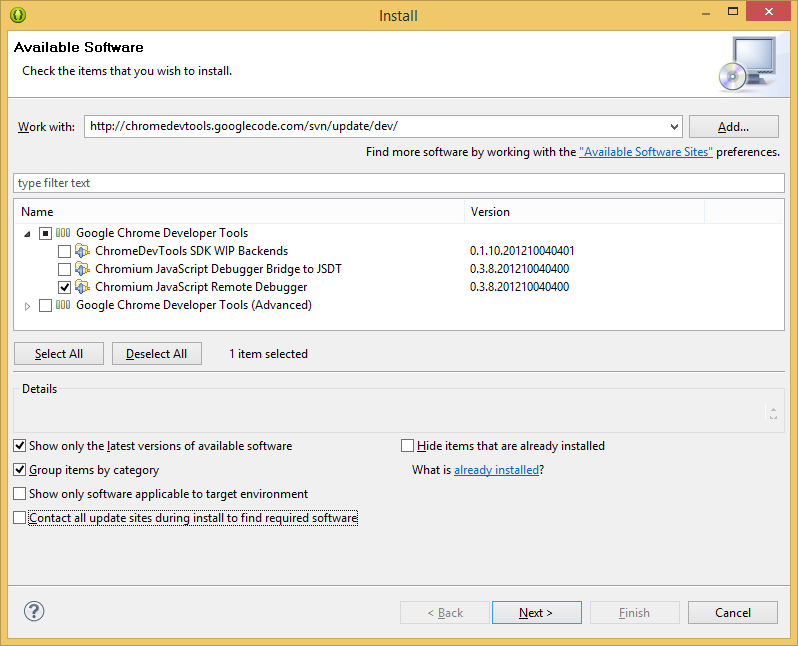 Install
Available Software
Check the items that you wish to install.
Work with: http://chromedevtools.googlecode.com/svn/update/dev/ Add...
Find more software by working with the "Available Software Sites" preferences.
type filter text
Name Version
Google Chrome Developer Tools
ChromeDevTools SDK WIP Backends 0.1.10.201210040401
Chromium JavaScript Debugger Bridge to JSDT 0.3.8.201210040400
Chromium JavaScript Remote Debugger 0.3.8.201210040400
Google Chrome Developer Tools (Advanced)
Select All Deselect All 1 item selected
Details
Show only the latest versions of available software Hide items that are already installed
Group items by category What is already installed?
Show only software applicable to target environment
Contact all update sites during install to find required software
? < Back Next > Finish Cancel